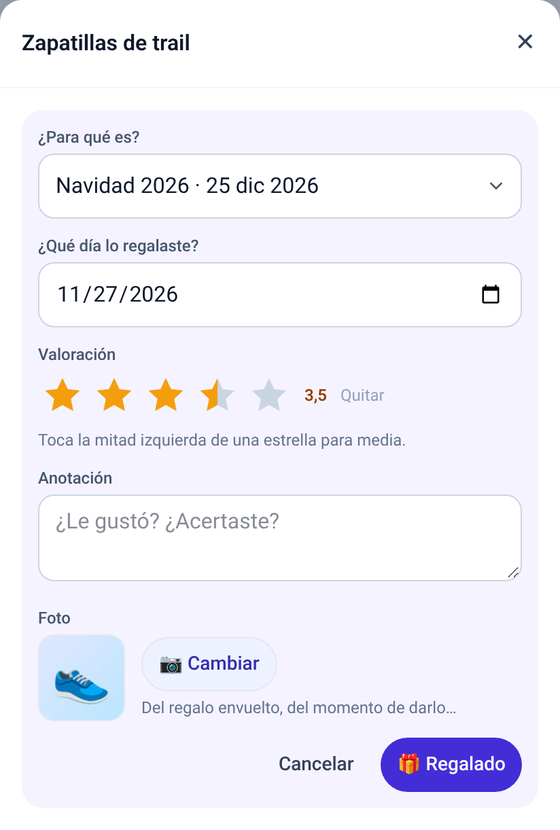 Zapatillas de trail
¿Para qué es?
Navidad 2026 · 25 dic 2026
¿Qué día lo regalaste?
11/27/2026
Valoración
3,5 Quitar
Toca la mitad izquierda de una estrella para media.
Anotación
¿Le gustó? ¿Acertaste?
Foto
📷 Cambiar
Del regalo envuelto, del momento de darlo…
Cancelar 🎁 Regalado